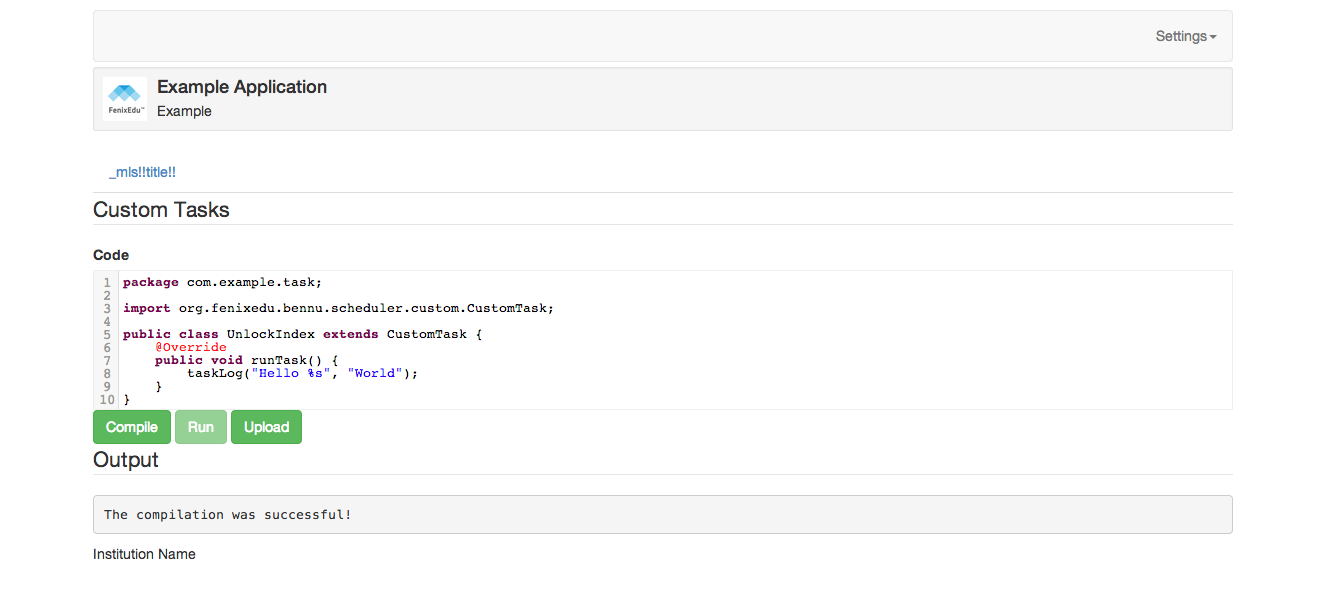 Settings
FenixEdu™
Example Application
Example
_mls!!title!!
Custom Tasks
Code
1 package com.example.task;
2
3 import org.fenixedu.bennu.scheduler.custom.CustomTask;
4
5 public class UnlockIndex extends CustomTask {
6     @Override
7     public void runTask() {
8         taskLog("Hello %s", "World");
9     }
10 }
Compile Run Upload
Output
The compilation was successful!
Institution Name